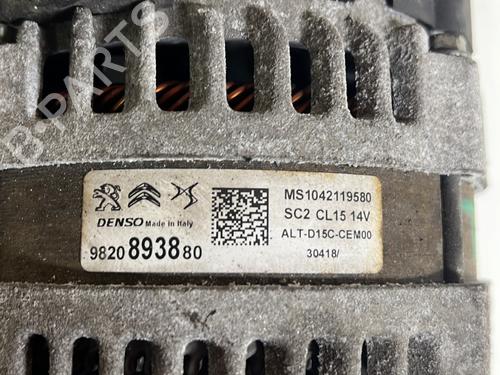 B-PARTS
MS1042119580
SC2 CL15 14V
DENSO Made in Italy
ALT-D15C-CEM00
9820893880
30418/